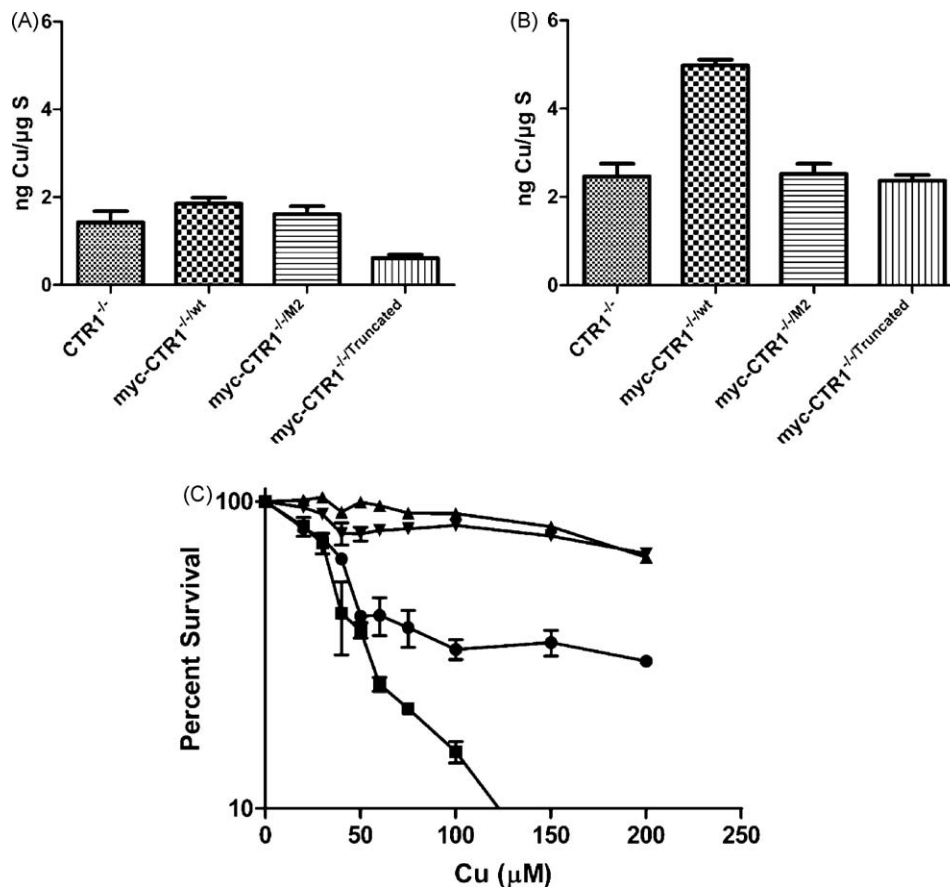 (A)
ng Cu/μg S
6
4
2
0
CTR1-/-
myc-CTR1-/-/wt
myc-CTR1-/-/M2
myc-CTR1-/-/Truncated
(B)
ng Cu/μg S
6
4
2
0
CTR1-/-
myc-CTR1-/-/wt
myc-CTR1-/-/M2
myc-CTR1-/-/Truncated
(C)
Percent Survival
100
10
0 50 100 150 200 250
Cu (μM)